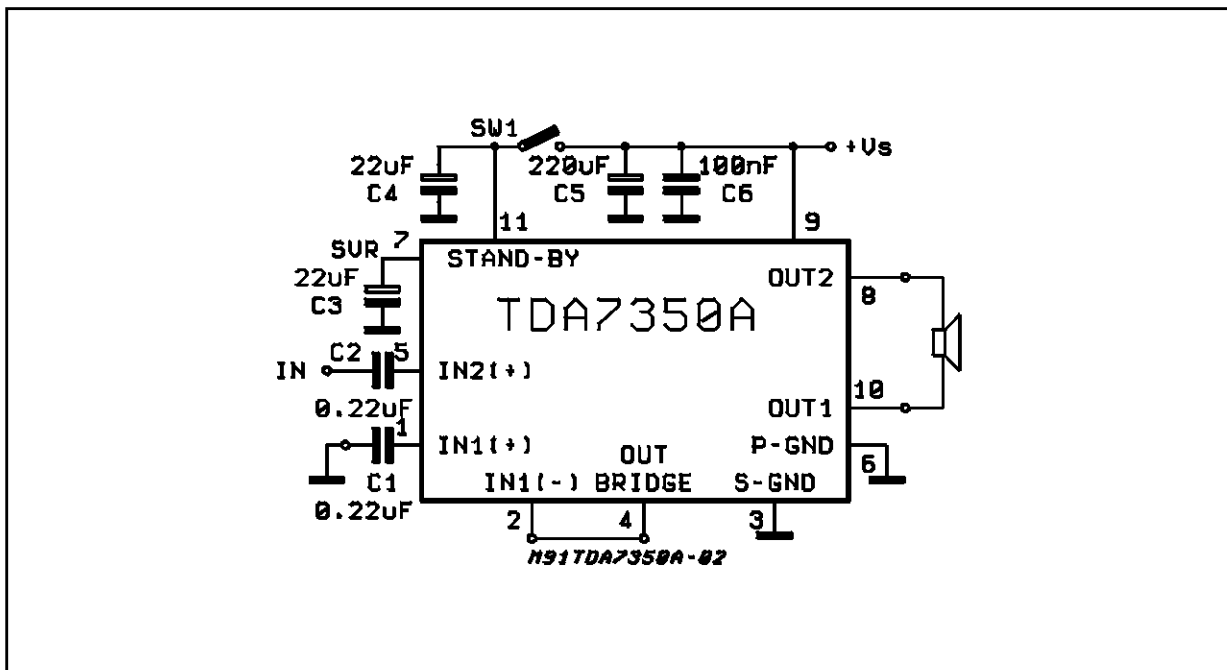 SW1
+Vs
22uF
220uF
100nF
C4
C5
C6
11
9
SVR
7
STAND-BY
22uF
OUT2
C3
8
TDA7350A
C2
5
IN
IN2(+)
10
0.22uF
OUT1
1
IN1(+)
OUT
P-GND
6
C1
IN1(-)
BRIDGE
S-GND
0.22uF
2
4
3
M91TDA7350A-02